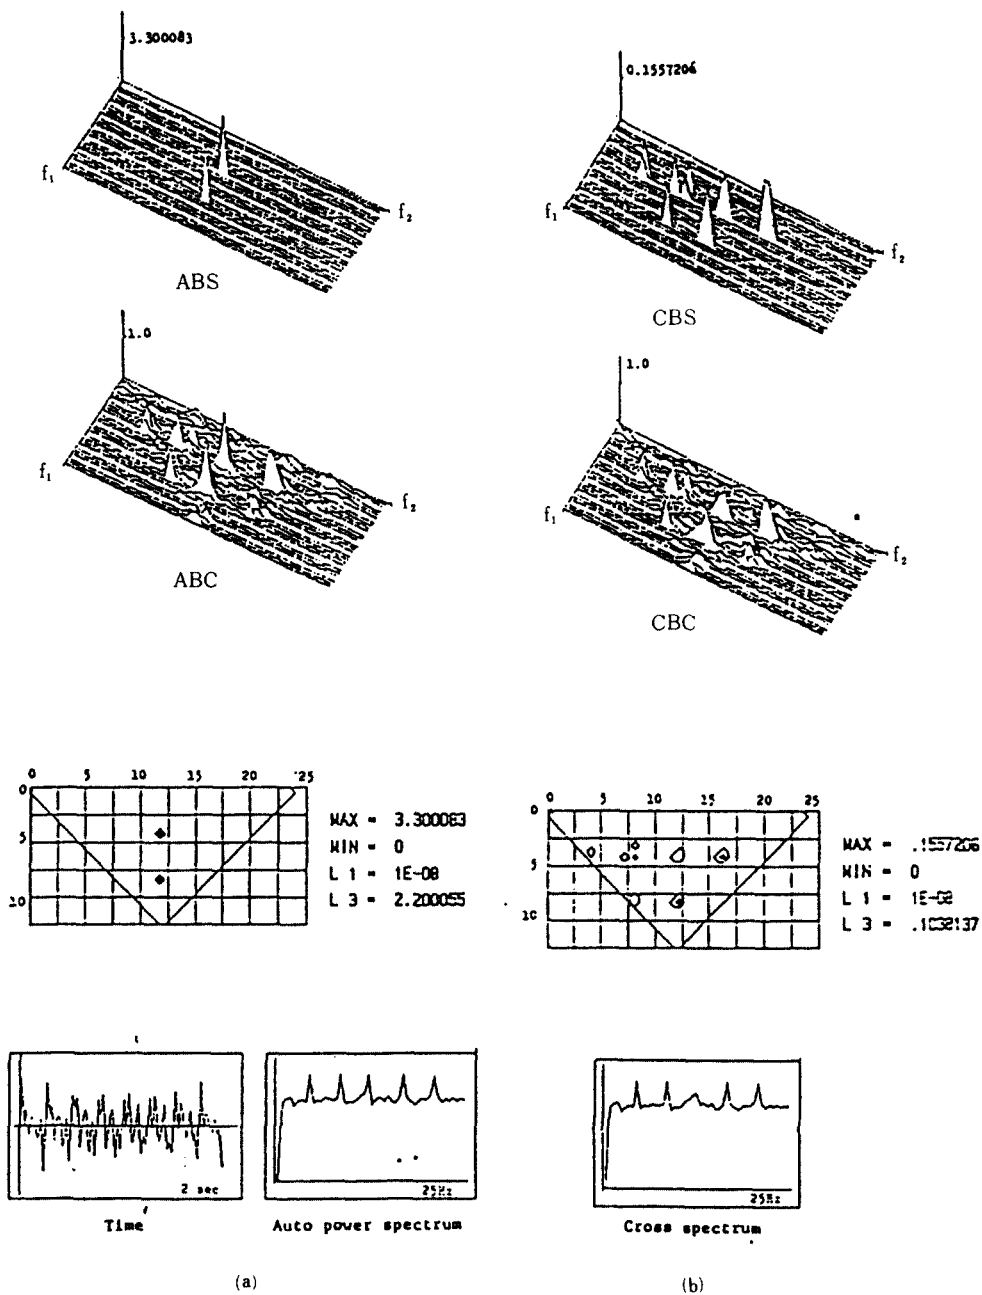 3.300083
f₁
f₂
ABS
0.1557206
f₁
f₂
CBS
1.0
f₁
f₂
ABC
1.0
f₁
f₂
CBC
0 5 10 15 20 25
0
5
10
MAX = 3.300083
MIN = 0
L 1 = 1E-08
L 3 = 2.200055
0 5 10 15 20 25
0
5
10
MAX = .1557206
MIN = 0
L 1 =
L 3 =
2 sec
Time
25Hz
Auto power spectrum
25Hz
Cross spectrum
(a)
(b)